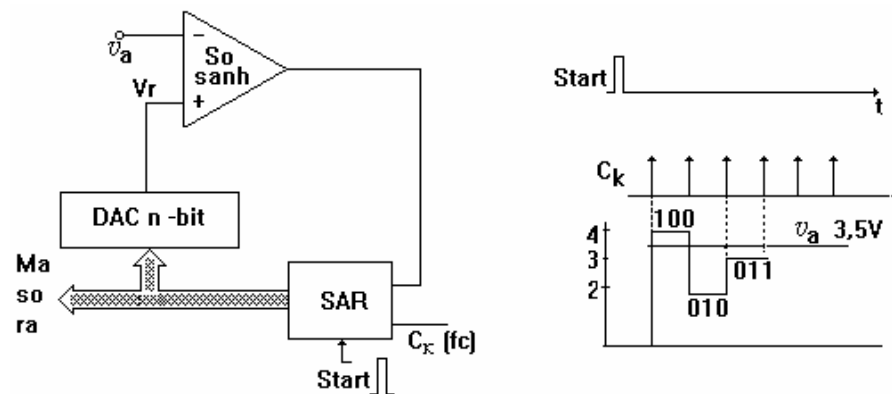 v_a
So
sanh
−
+
Vr
DAC n -bit
Ma
so
ra
SAR
C_K (fc)
Start
Start
t
C_k
100
v_a 3,5V
4
3
2
011
010